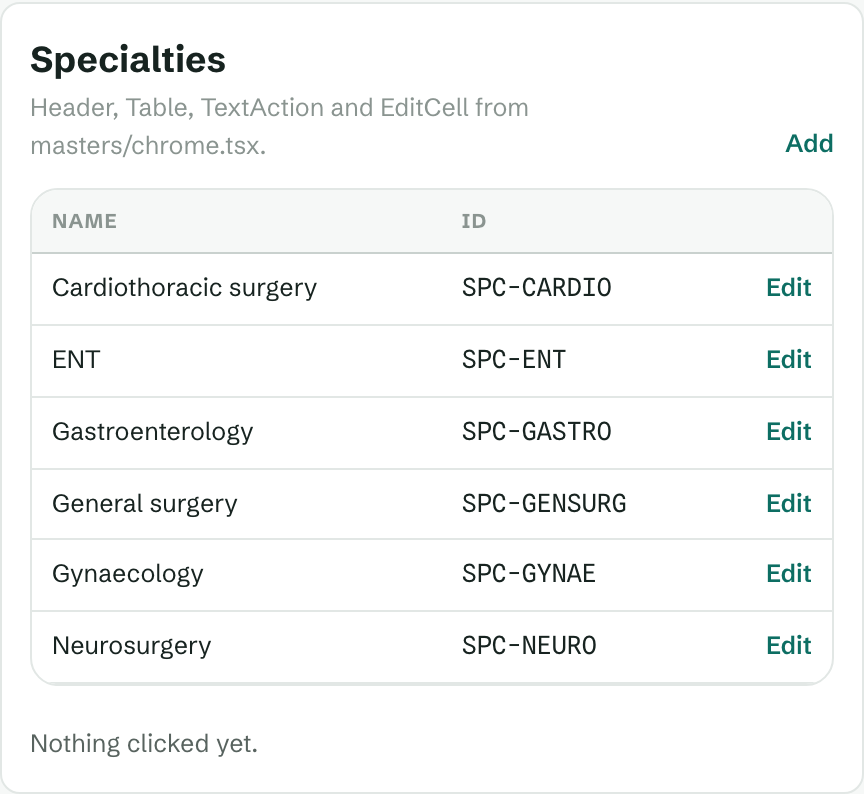 Specialties
Header, Table, TextAction and EditCell from
masters/chrome.tsx.
Add
NAME ID
Cardiothoracic surgery SPC-CARDIO Edit
ENT SPC-ENT Edit
Gastroenterology SPC-GASTRO Edit
General surgery SPC-GENSURG Edit
Gynaecology SPC-GYNAE Edit
Neurosurgery SPC-NEURO Edit
Nothing clicked yet.